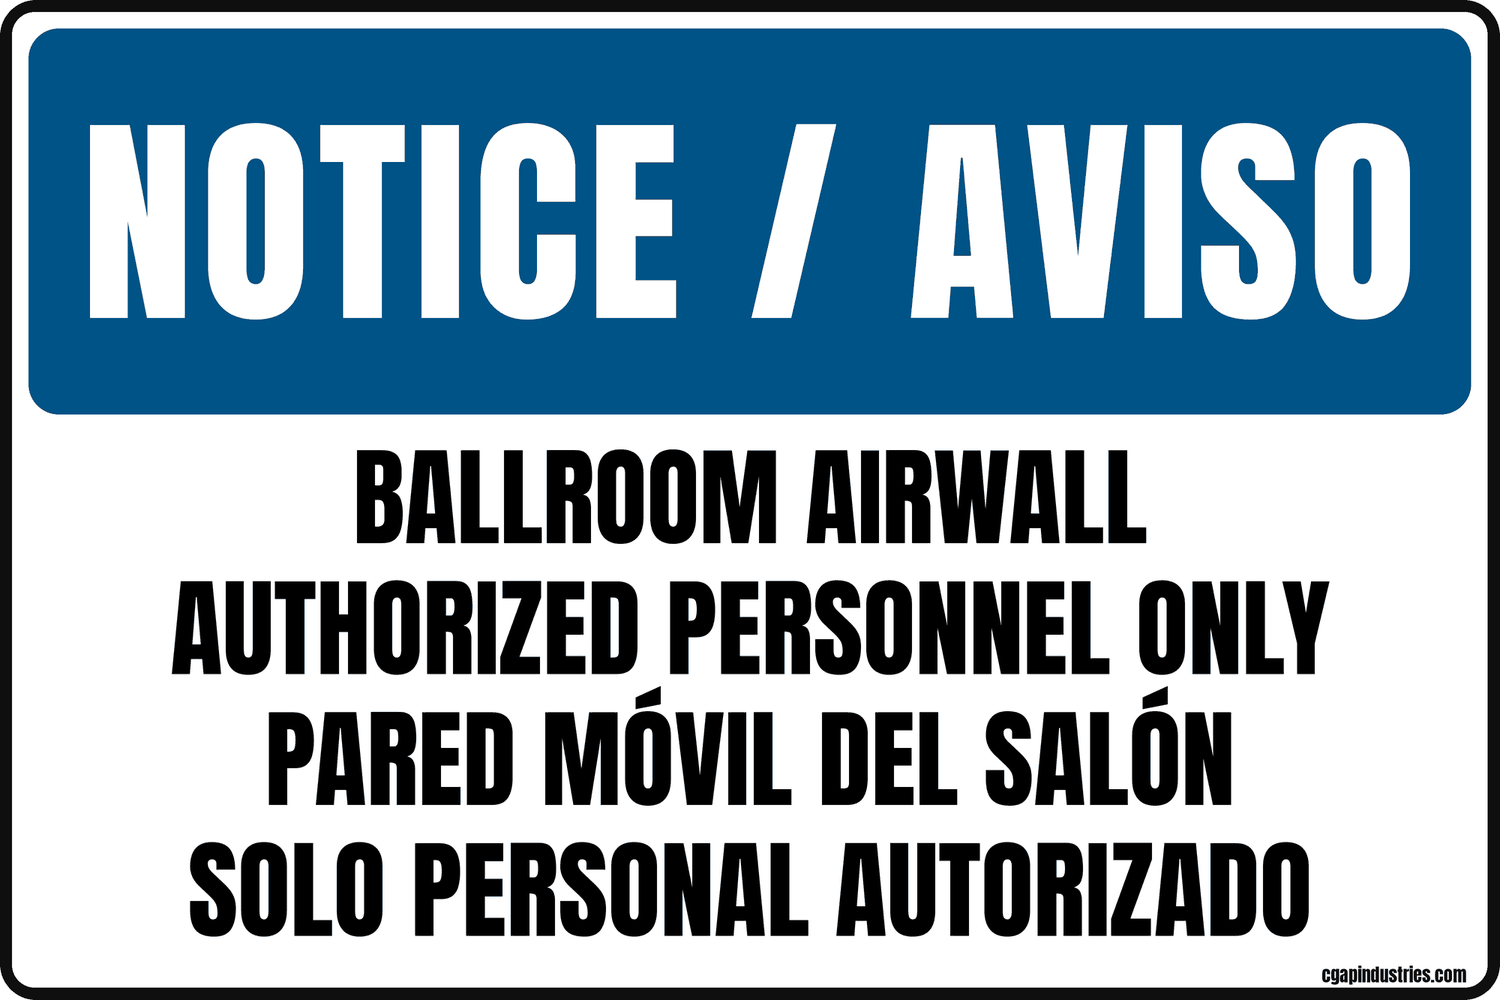 NOTICE / AVISO
BALLROOM AIRWALL
AUTHORIZED PERSONNEL ONLY
PARED MÓVIL DEL SALÓN
SOLO PERSONAL AUTORIZADO
cgapindustries.com